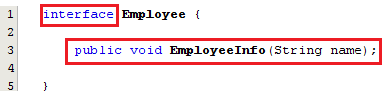 1 interface Employee {
2
3 public void EmployeeInfo(String name);
4
5 }